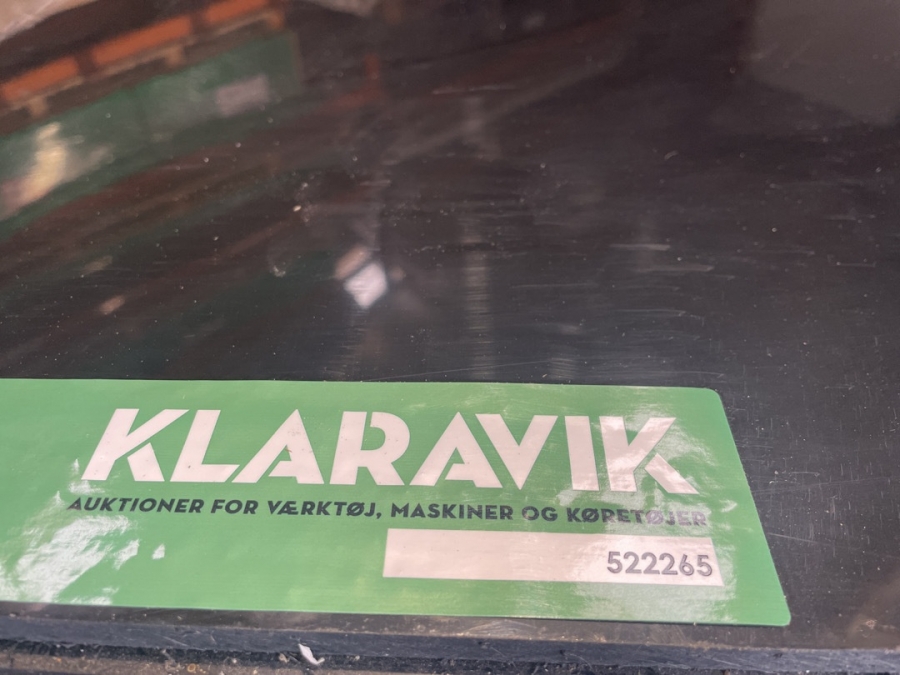 KLARAVIK
AUKTIONER FOR VÆRKTØJ, MASKINER OG KØRETØJER
522265